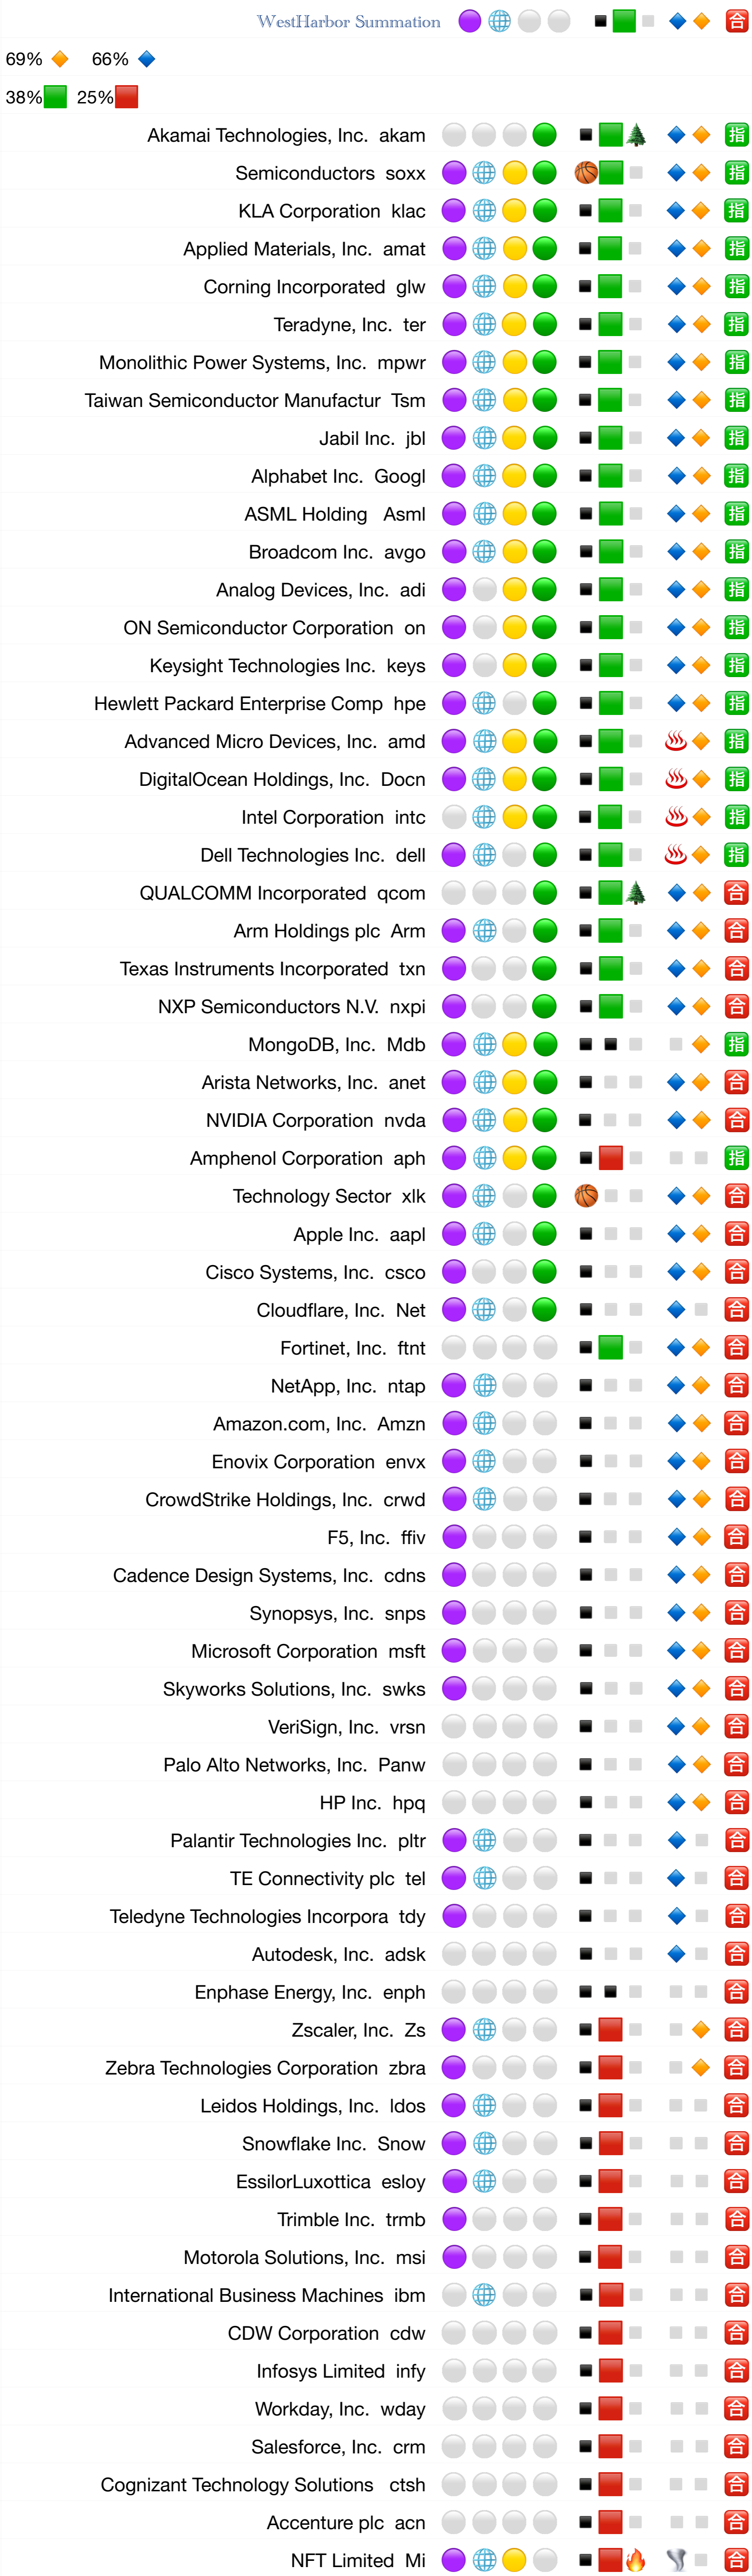 WestHarbor Summation 合
69% 66%
38% 25%
Akamai Technologies, Inc. akam 指
Semiconductors soxx 指
KLA Corporation klac 指
Applied Materials, Inc. amat 指
Corning Incorporated glw 指
Teradyne, Inc. ter 指
Monolithic Power Systems, Inc. mpwr 指
Taiwan Semiconductor Manufactur Tsm 指
Jabil Inc. jbl 指
Alphabet Inc. Googl 指
ASML Holding Asml 指
Broadcom Inc. avgo 指
Analog Devices, Inc. adi 指
ON Semiconductor Corporation on 指
Keysight Technologies Inc. keys 指
Hewlett Packard Enterprise Comp hpe 指
Advanced Micro Devices, Inc. amd 指
DigitalOcean Holdings, Inc. Docn 指
Intel Corporation intc 指
Dell Technologies Inc. dell 指
QUALCOMM Incorporated qcom 合
Arm Holdings plc Arm 合
Texas Instruments Incorporated txn 合
NXP Semiconductors N.V. nxpi 合
MongoDB, Inc. Mdb 指
Arista Networks, Inc. anet 合
NVIDIA Corporation nvda 合
Amphenol Corporation aph 指
Technology Sector xlk 合
Apple Inc. aapl 合
Cisco Systems, Inc. csco 合
Cloudflare, Inc. Net 合
Fortinet, Inc. ftnt 合
NetApp, Inc. ntap 合
Amazon.com, Inc. Amzn 合
Enovix Corporation envx 合
CrowdStrike Holdings, Inc. crwd 合
F5, Inc. ffiv 合
Cadence Design Systems, Inc. cdns 合
Synopsys, Inc. snps 合
Microsoft Corporation msft 合
Skyworks Solutions, Inc. swks 合
VeriSign, Inc. vrsn 合
Palo Alto Networks, Inc. Panw 合
HP Inc. hpq 合
Palantir Technologies Inc. pltr 合
TE Connectivity plc tel 合
Teledyne Technologies Incorpora tdy 合
Autodesk, Inc. adsk 合
Enphase Energy, Inc. enph 合
Zscaler, Inc. Zs 合
Zebra Technologies Corporation zbra 合
Leidos Holdings, Inc. ldos 合
Snowflake Inc. Snow 合
EssilorLuxottica esloy 合
Trimble Inc. trmb 合
Motorola Solutions, Inc. msi 合
International Business Machines ibm 合
CDW Corporation cdw 合
Infosys Limited infy 合
Workday, Inc. wday 合
Salesforce, Inc. crm 合
Cognizant Technology Solutions ctsh 合
Accenture plc acn 合
NFT Limited Mi 合